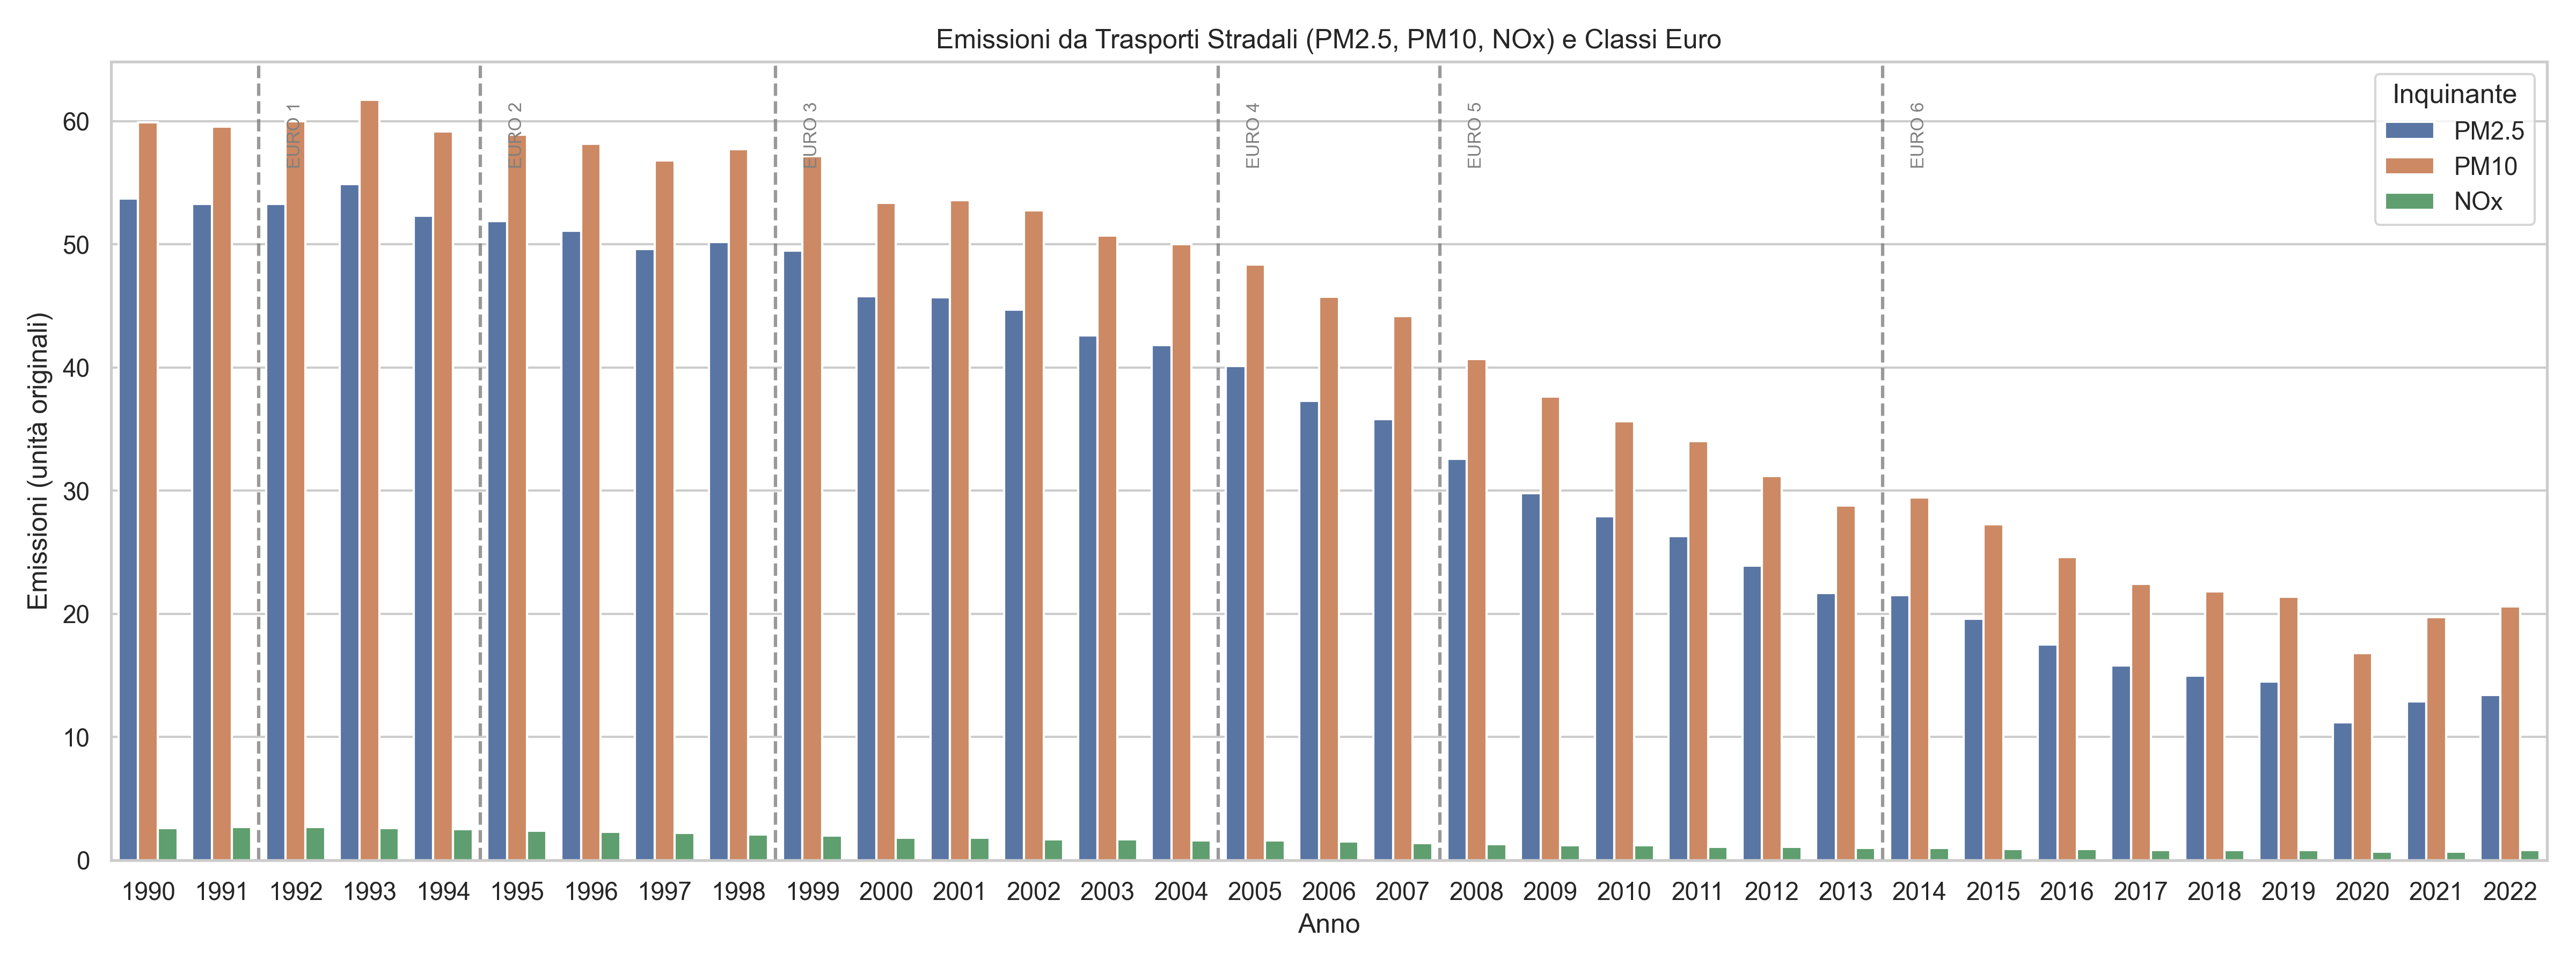 Emissioni da Trasporti Stradali (PM2.5, PM10, NOx) e Classi Euro
Emissioni (unità originali)
60
50
40
30
20
10
0
EURO 1
EURO 2
EURO 3
EURO 4
EURO 5
EURO 6
Inquinante
PM2.5
PM10
NOx
1990 1991 1992 1993 1994 1995 1996 1997 1998 1999 2000 2001 2002 2003 2004 2005 2006 2007 2008 2009 2010 2011 2012 2013 2014 2015 2016 2017 2018 2019 2020 2021 2022
Anno